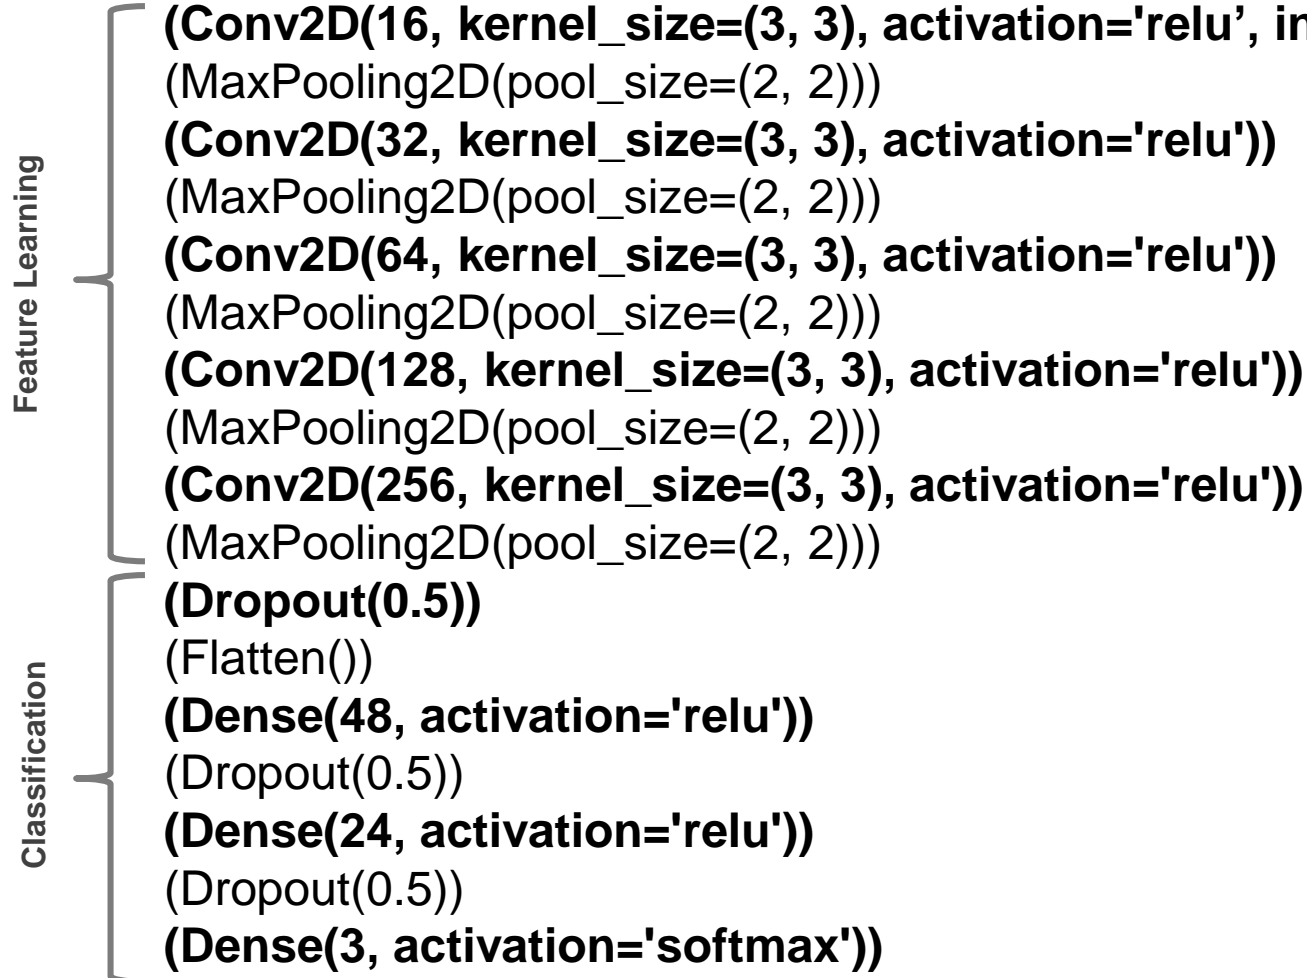 Feature Learning
(Conv2D(16, kernel_size=(3, 3), activation='relu’, in
(MaxPooling2D(pool_size=(2, 2)))
(Conv2D(32, kernel_size=(3, 3), activation='relu'))
(MaxPooling2D(pool_size=(2, 2)))
(Conv2D(64, kernel_size=(3, 3), activation='relu'))
(MaxPooling2D(pool_size=(2, 2)))
(Conv2D(128, kernel_size=(3, 3), activation='relu'))
(MaxPooling2D(pool_size=(2, 2)))
(Conv2D(256, kernel_size=(3, 3), activation='relu'))
(MaxPooling2D(pool_size=(2, 2)))
Classification
(Dropout(0.5))
(Flatten())
(Dense(48, activation='relu'))
(Dropout(0.5))
(Dense(24, activation='relu'))
(Dropout(0.5))
(Dense(3, activation='softmax'))